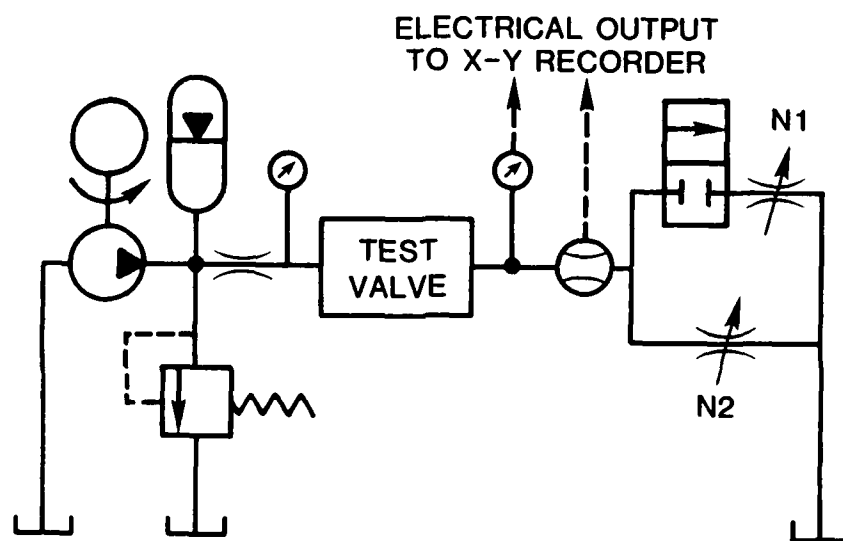 ELECTRICAL OUTPUT
TO X-Y RECORDER
N1
TEST
VALVE
N2